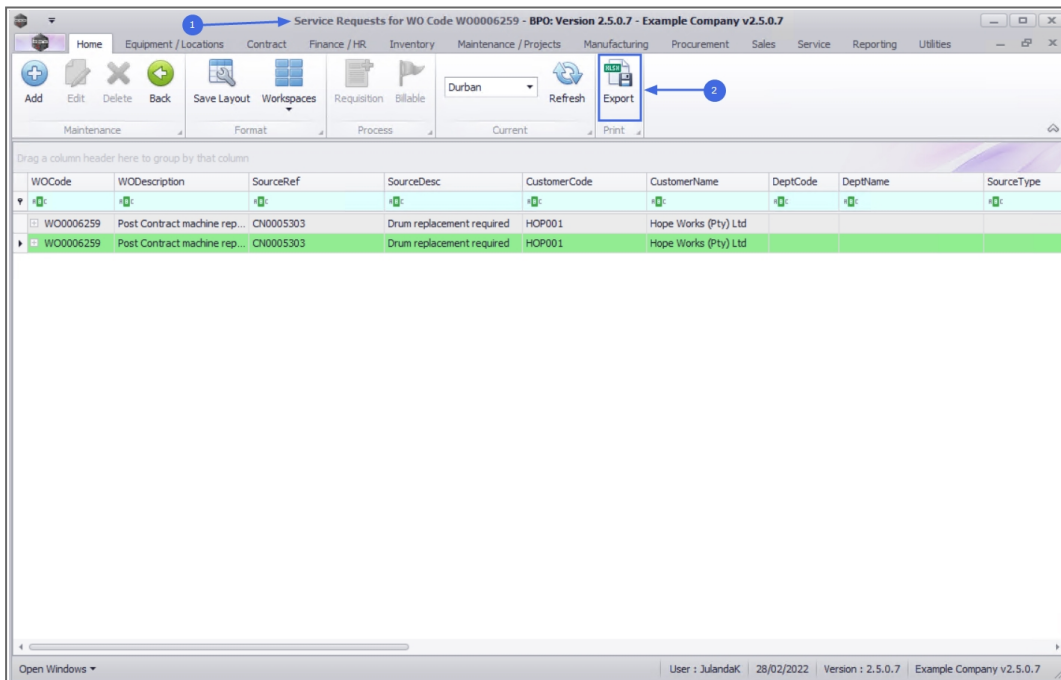 1
Service Requests for WO Code WO0006259 - BPO: Version 2.5.0.7 - Example Company v2.5.0.7
Home Equipment / Locations Contract Finance / HR Inventory Maintenance / Projects Manufacturing Procurement Sales Service Reporting Utilities
Add Edit Delete Back Save Layout Workspaces Requisition Billable Durban Refresh XLSX Export 2
Maintenance Format Process Current Print
Drag a column header here to group by that column
WOCode WODescription SourceRef SourceDesc CustomerCode CustomerName DeptCode DeptName SourceType
WO0006259 Post Contract machine rep... CN0005303 Drum replacement required HOP001 Hope Works (Pty) Ltd
WO0006259 Post Contract machine rep... CN0005303 Drum replacement required HOP001 Hope Works (Pty) Ltd
Open Windows User : JulandaK 28/02/2022 Version : 2.5.0.7 Example Company v2.5.0.7